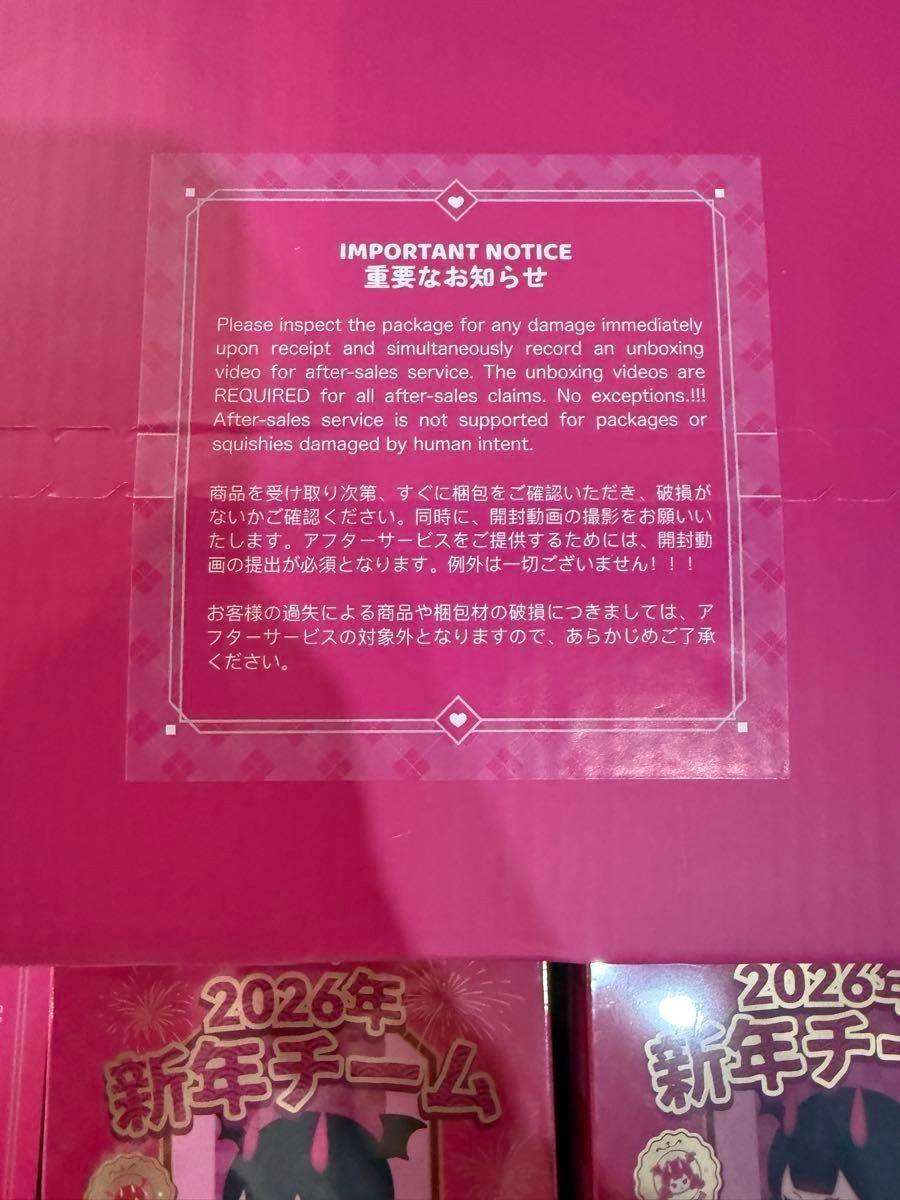 IMPORTANT NOTICE
重要なお知らせ
Please inspect the package for any damage immediately
upon receipt and simultaneously record an unboxing
video for after-sales service. The unboxing videos are
REQUIRED for all after-sales claims. No exceptions.!!!
After-sales service is not supported for packages or
squishies damaged by human intent.
商品を受け取り次第、すぐに梱包をご確認いただき、破損が
ないかご確認ください。同時に、開封動画の撮影をお願いい
たします。アフターサービスをご提供するためには、開封動
画の提出が必須となります。例外は一切ございません！！！
お客様の過失による商品や梱包材の破損につきましては、ア
フターサービスの対象外となりますので、あらかじめご了承
ください。
2026年
新年チーム
2026年
新年チー